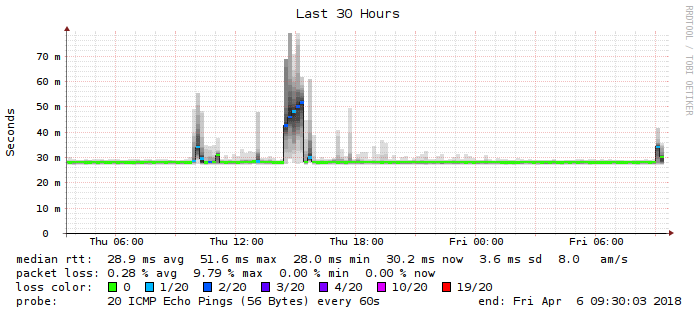 Last 30 Hours
RRDTOOL / TOBI OETIKER
Seconds
70 m
60 m
50 m
40 m
30 m
20 m
10 m
0
Thu 06:00 Thu 12:00 Thu 18:00 Fri 00:00 Fri 06:00
median rtt: 28.9 ms avg 51.6 ms max 28.0 ms min 30.2 ms now 3.6 ms sd 8.0 am/s
packet loss: 0.28 % avg 9.79 % max 0.00 % min 0.00 % now
loss color: 0 1/20 2/20 3/20 4/20 10/20 19/20
probe: 20 ICMP Echo Pings (56 Bytes) every 60s end: Fri Apr 6 09:30:03 2018